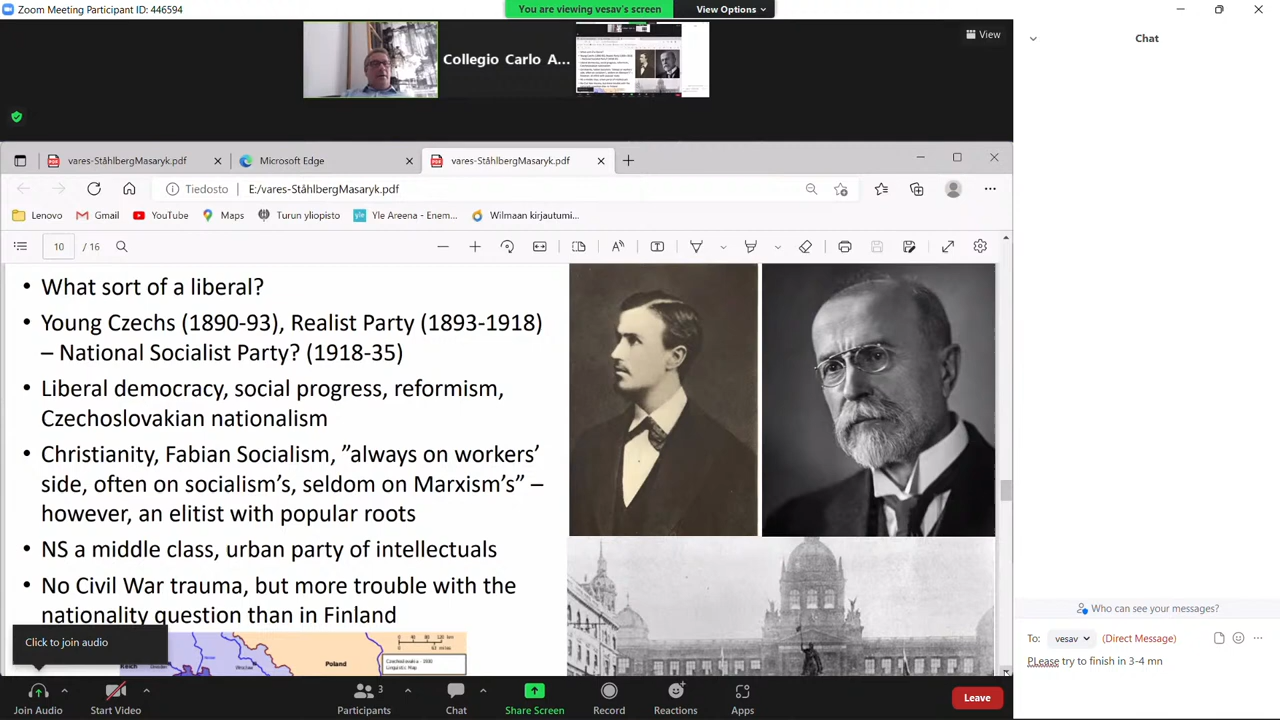 Zoom Meeting Participant ID: 446594
You are viewing vesav's screen
View Options
View
Collegio Carlo A...
Chat
vares-StåhlbergMasaryk.pdf
Microsoft Edge
vares-StåhlbergMasaryk.pdf
Tiedosto
E:/vares-StåhlbergMasaryk.pdf
Lenovo
Gmail
YouTube
Maps
Turun yliopisto
Yle Areena - Enem...
Wilmaan kirjautumi...
10
/ 16
• What sort of a liberal?
• Young Czechs (1890-93), Realist Party (1893-1918)
– National Socialist Party? (1918-35)
• Liberal democracy, social progress, reformism,
Czechoslovakian nationalism
• Christianity, Fabian Socialism, ”always on workers’
side, often on socialism’s, seldom on Marxism’s” –
however, an elitist with popular roots
• NS a middle class, urban party of intellectuals
• No Civil War trauma, but more trouble with the
nationality question than in Finland
Click to join audio
Poland
Who can see your messages?
To:
vesav
(Direct Message)
PLease try to finish in 3-4 mn
Join Audio
Start Video
3
Participants
Chat
Share Screen
Record
Reactions
Apps
Leave